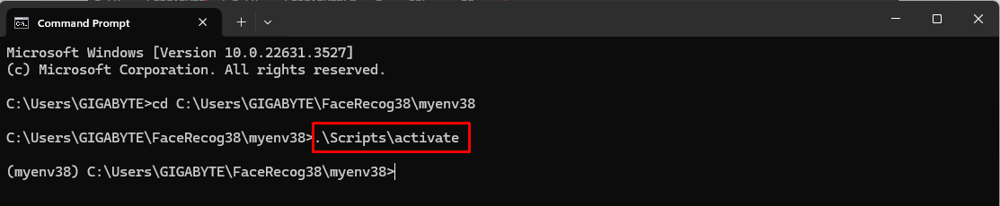 Command Prompt
Microsoft Windows [Version 10.0.22631.3527]
(c) Microsoft Corporation. All rights reserved.
C:\Users\GIGABYTE>cd C:\Users\GIGABYTE\FaceRecog38\myenv38
C:\Users\GIGABYTE\FaceRecog38\myenv38>.\Scripts\activate
(myenv38) C:\Users\GIGABYTE\FaceRecog38\myenv38>